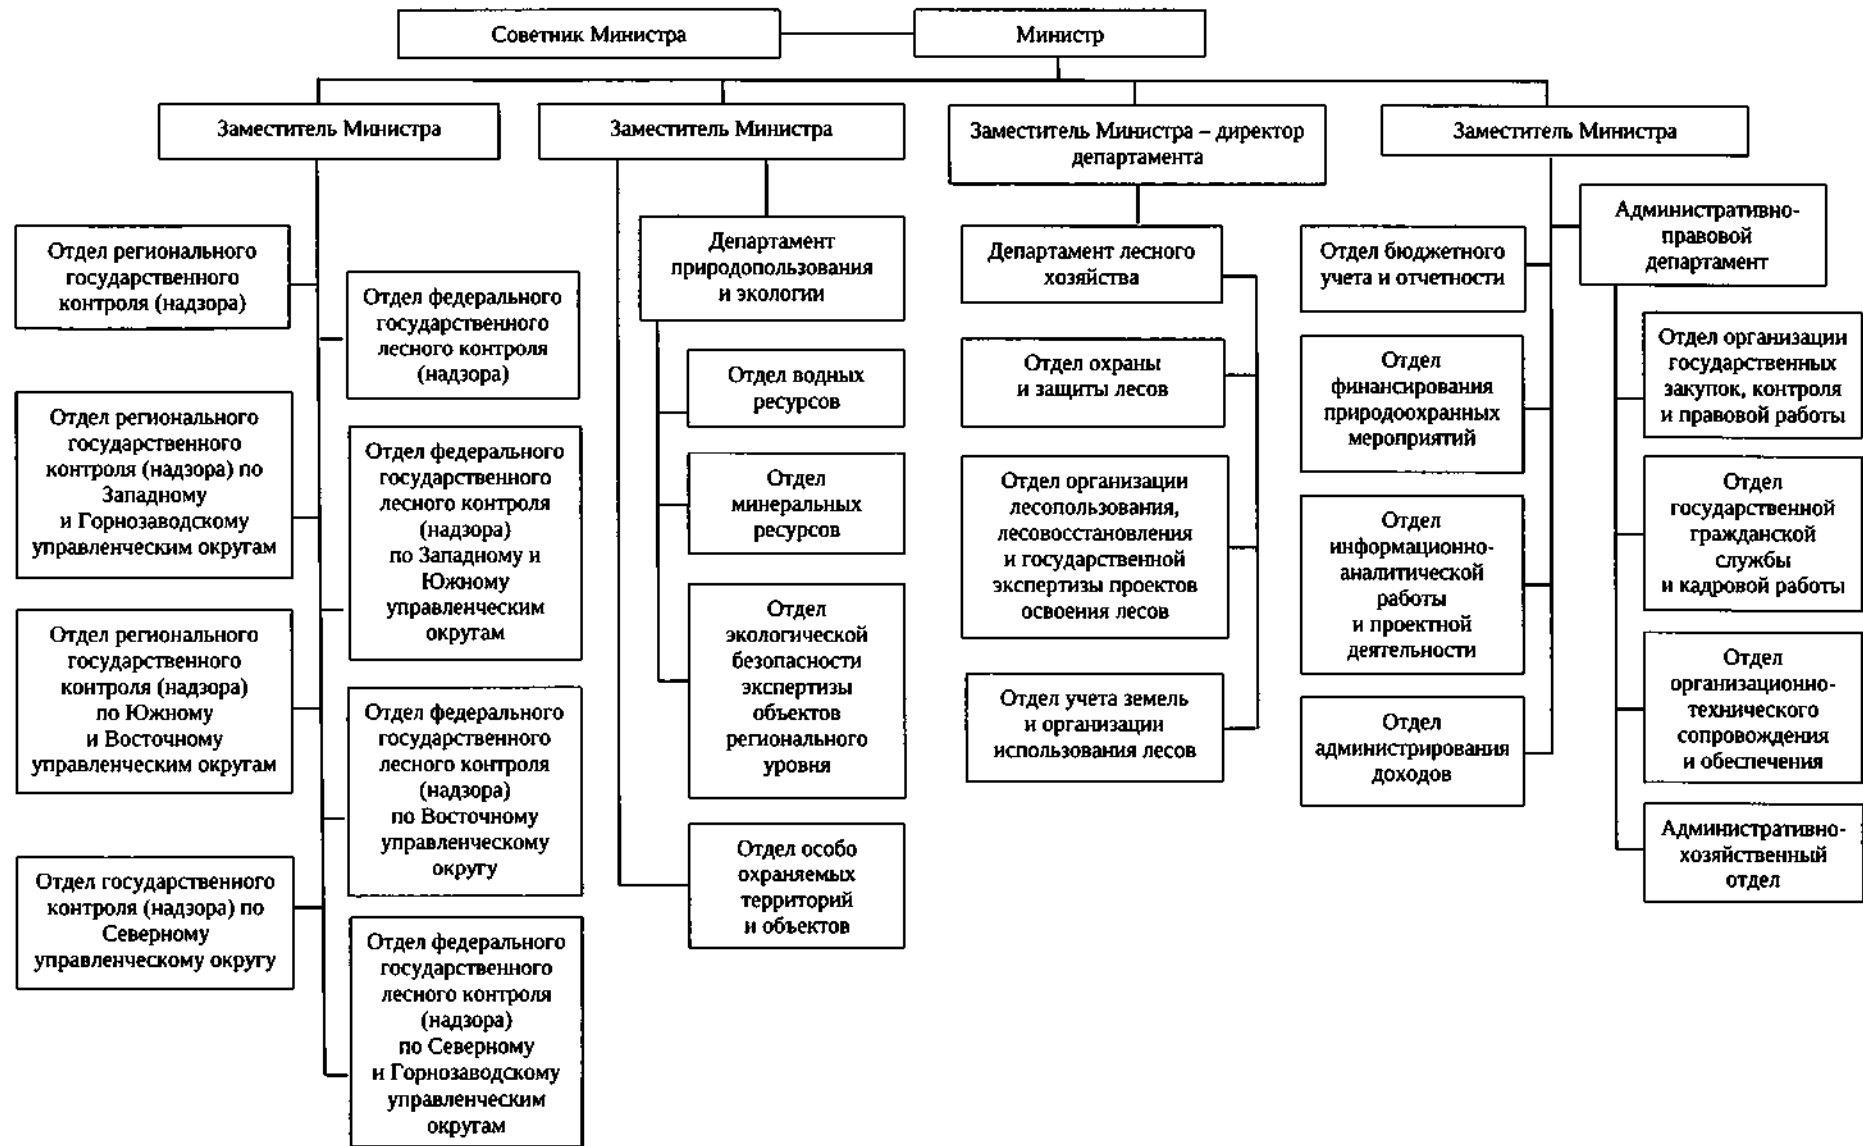 Советник Министра
Министр
Заместитель Министра
Заместитель Министра
Заместитель Министра – директор
департамента
Заместитель Министра
Отдел регионального
государственного
контроля (надзора)
Отдел федерального
государственного
лесного контроля
(надзора)
Отдел регионального
государственного
контроля (надзора) по
Западному
и Горнозаводскому
управленческим округам
Отдел федерального
государственного
лесного контроля
(надзора)
по Западному и
Южному
управленческим
округам
Отдел регионального
государственного
контроля (надзора)
по Южному
и Восточному
управленческим округам
Отдел федерального
государственного
лесного контроля
(надзора)
по Восточному
управленческому
округу
Отдел государственного
контроля (надзора) по
Северному
управленческому округу
Отдел федерального
государственного
лесного контроля
(надзора)
по Северному
и Горнозаводскому
управленческим
округам
Департамент
природопользования
и экологии
Отдел водных
ресурсов
Отдел
минеральных
ресурсов
Отдел
экологической
безопасности
экспертизы
объектов
регионального
уровня
Отдел особо
охраняемых
территорий
и объектов
Департамент лесного
хозяйства
Отдел охраны
и защиты лесов
Отдел организации
лесопользования,
лесовосстановления
и государственной
экспертизы проектов
освоения лесов
Отдел учета земель
и организации
использования лесов
Отдел бюджетного
учета и отчетности
Отдел
финансирования
природоохранных
мероприятий
Отдел
информационно-
аналитической
работы
и проектной
деятельности
Отдел
администрирования
доходов
Административно-
правовой
департамент
Отдел организации
государственных
закупок, контроля
и правовой работы
Отдел
государственной
гражданской
службы
и кадровой работы
Отдел
организационно-
технического
сопровождения
и обеспечения
Административно-
хозяйственный
отдел